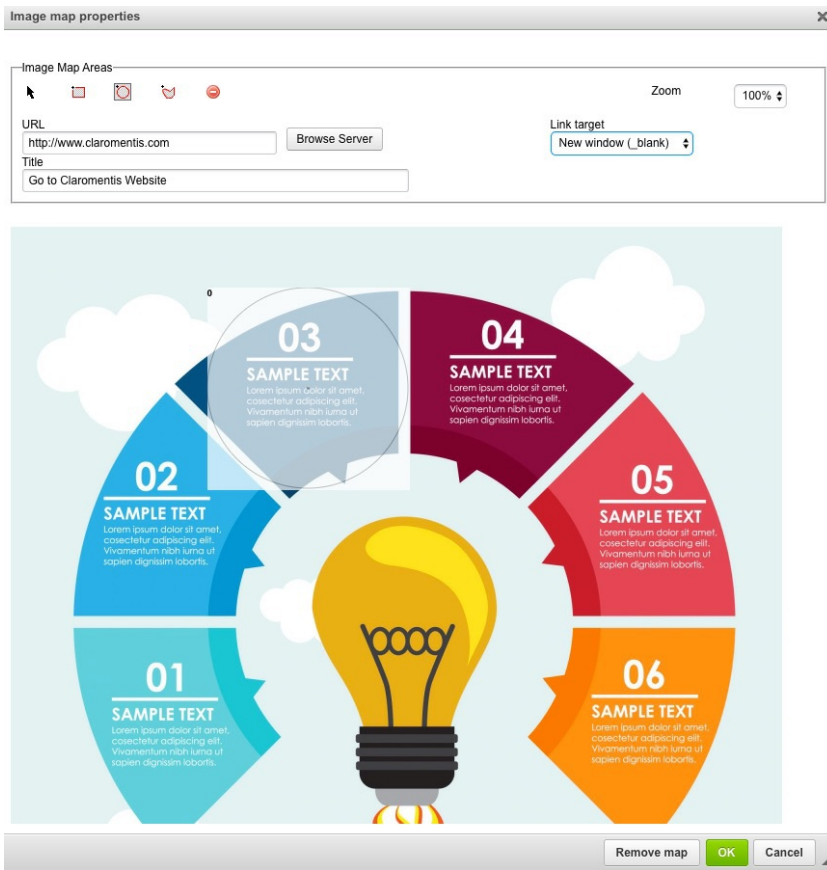 Image map properties
Image Map Areas
Zoom
100%
URL
Link target
http://www.claromentis.com
Browse Server
New window (_blank)
Title
Go to Claromentis Website
0
03
SAMPLE TEXT
Lorem ipsum dolor sit amet,
cosectetur adipiscing elit.
Vivamentum nibh iurna ut
sapien dignissim lobortis.
04
SAMPLE TEXT
Lorem ipsum dolor sit amet,
cosectetur adipiscing elit.
Vivamentum nibh iurna ut
sapien dignissim lobortis.
02
SAMPLE TEXT
Lorem ipsum dolor sit amet,
cosectetur adipiscing elit.
Vivamentum nibh iurna ut
sapien dignissim lobortis.
05
SAMPLE TEXT
Lorem ipsum dolor sit amet,
cosectetur adipiscing elit.
Vivamentum nibh iurna ut
sapien dignissim lobortis.
01
SAMPLE TEXT
Lorem ipsum dolor sit amet,
cosectetur adipiscing elit.
Vivamentum nibh iurna ut
sapien dignissim lobortis.
06
SAMPLE TEXT
Lorem ipsum dolor sit amet,
cosectetur adipiscing elit.
Vivamentum nibh iurna ut
sapien dignissim lobortis.
Remove map
OK
Cancel